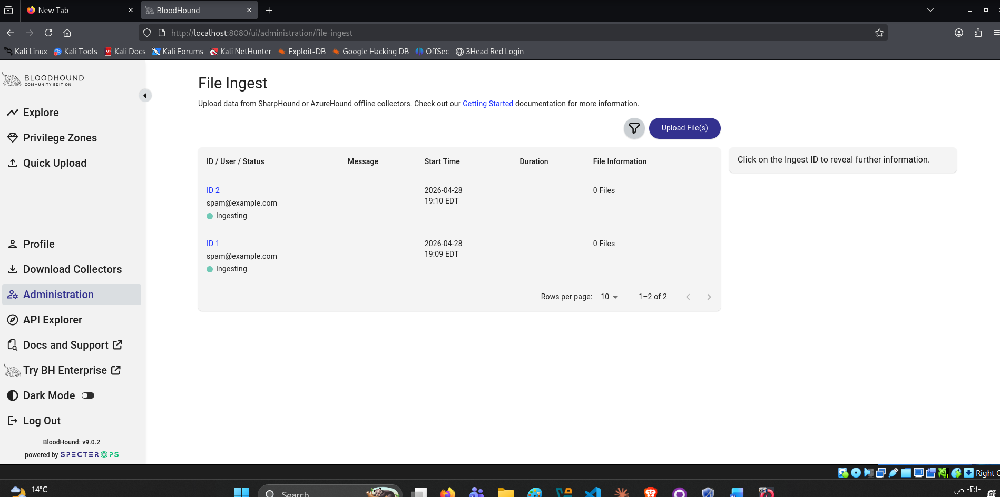 New Tab
BloodHound
http://localhost:8080/ui/administration/file-ingest
Kali Linux Kali Tools Kali Docs Kali Forums Kali NetHunter Exploit-DB Google Hacking DB OffSec 3Head Red Login
BLOODHOUND
COMMUNITY EDITION
Explore
Privilege Zones
Quick Upload
Profile
Download Collectors
Administration
API Explorer
Docs and Support
Try BH Enterprise
Dark Mode
Log Out
BloodHound: v9.0.2
powered by SPECTEROPS
File Ingest
Upload data from SharpHound or AzureHound offline collectors. Check out our Getting Started documentation for more information.
Upload File(s)
ID / User / Status Message Start Time Duration File Information
ID 2
spam@example.com
Ingesting
2026-04-28
19:10 EDT
0 Files
ID 1
spam@example.com
Ingesting
2026-04-28
19:09 EDT
0 Files
Rows per page: 10 1–2 of 2
Click on the Ingest ID to reveal further information.
Right C
14°C
Search
x64
٠٢:١٠ ص